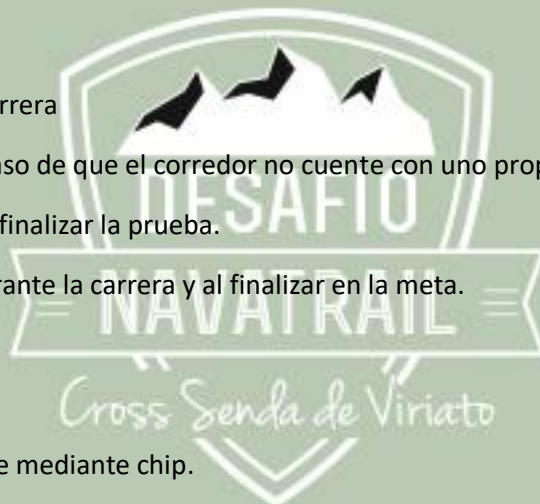 rrera
so de que el corredor no cuente con uno prop
DESAFIO
finalizar la prueba.
rante la carrera y al finalizar en la meta.
NAVATRAIL
Cross Senda de Viriato
e mediante chip.